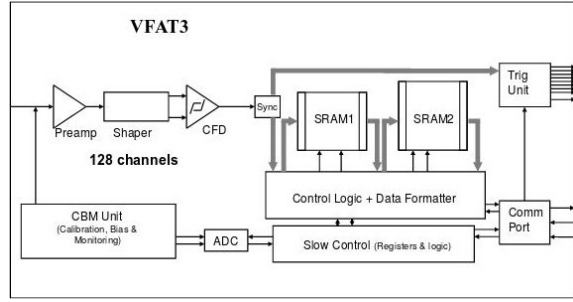 VFAT3
Trig
Unit
Sync
SRAM1
SRAM2
Preamp
Shaper
CFD
128 channels
Control Logic + Data Formatter
CBM Unit
(Calibration, Bias &
Monitoring)
ADC
Slow Control (Registers & logic)
Comm
Port